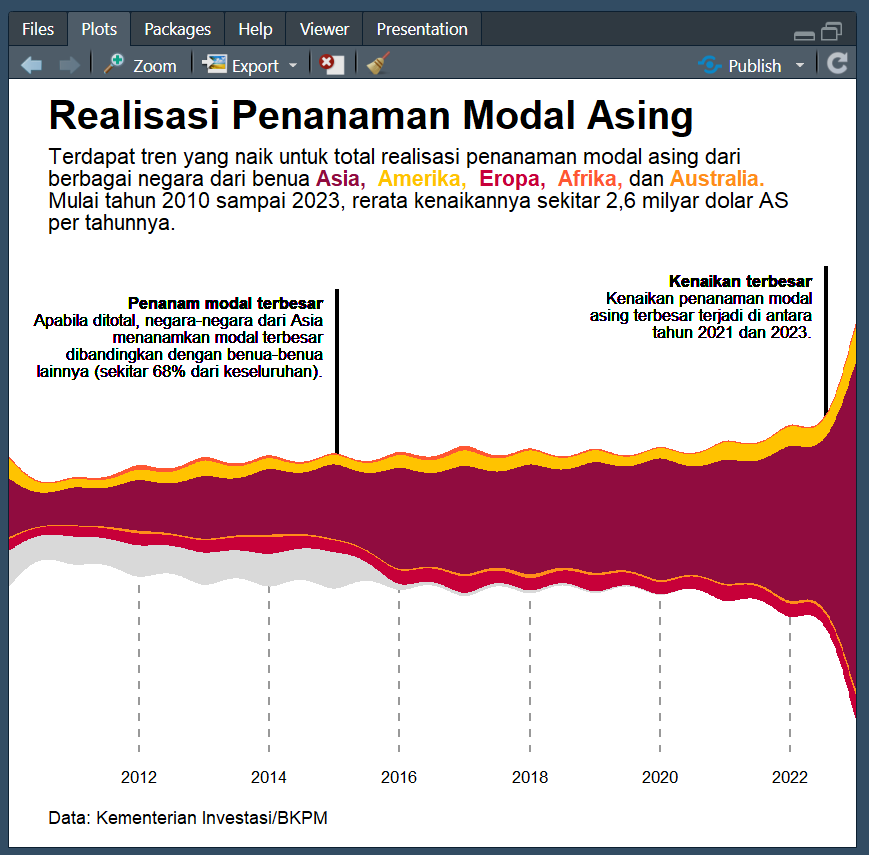 Files Plots Packages Help Viewer Presentation
Zoom Export Publish
Realisasi Penanaman Modal Asing
Terdapat tren yang naik untuk total realisasi penanaman modal asing dari
berbagai negara dari benua Asia, Amerika, Eropa, Afrika, dan Australia.
Mulai tahun 2010 sampai 2023, rerata kenaikannya sekitar 2,6 milyar dolar AS
per tahunnya.
Penanam modal terbesar
Apabila ditotal, negara-negara dari Asia
menanamkan modal terbesar
dibandingkan dengan benua-benua
lainnya (sekitar 68% dari keseluruhan).
Kenaikan terbesar
Kenaikan penanaman modal
asing terbesar terjadi di antara
tahun 2021 dan 2023.
2012 2014 2016 2018 2020 2022
Data: Kementerian Investasi/BKPM